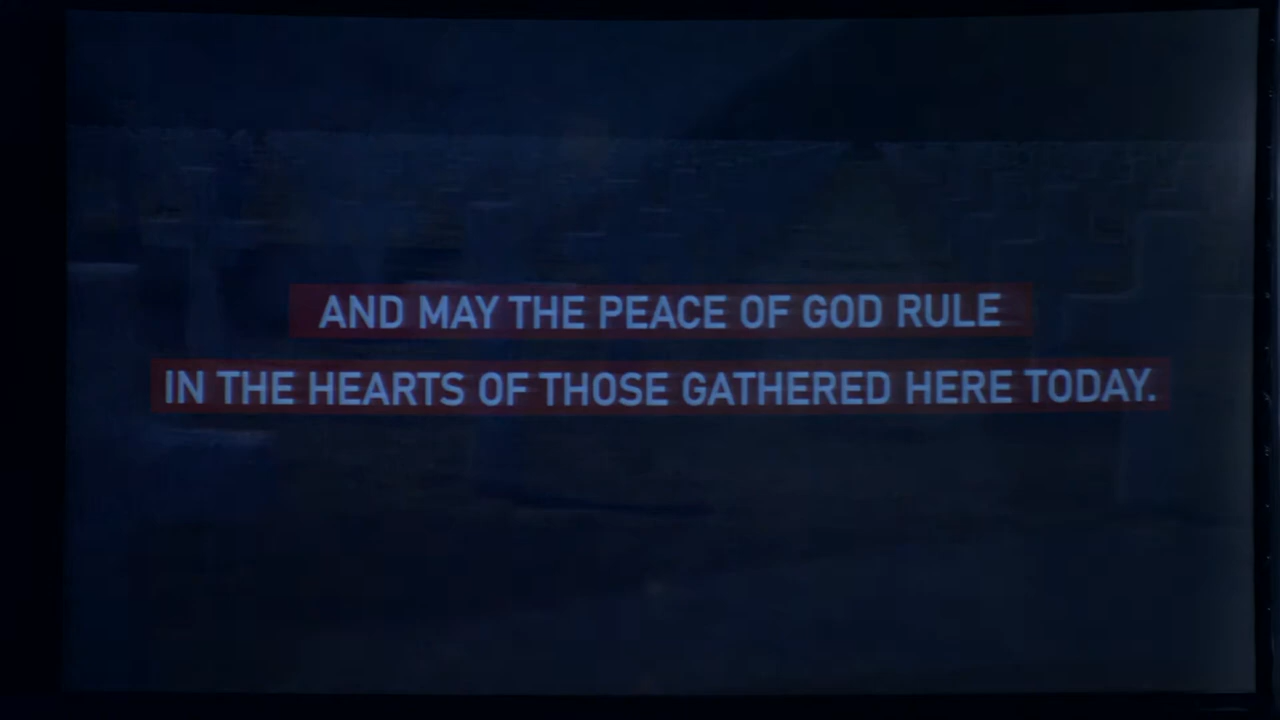 AND MAY THE PEACE OF GOD RULE
IN THE HEARTS OF THOSE GATHERED HERE TODAY.